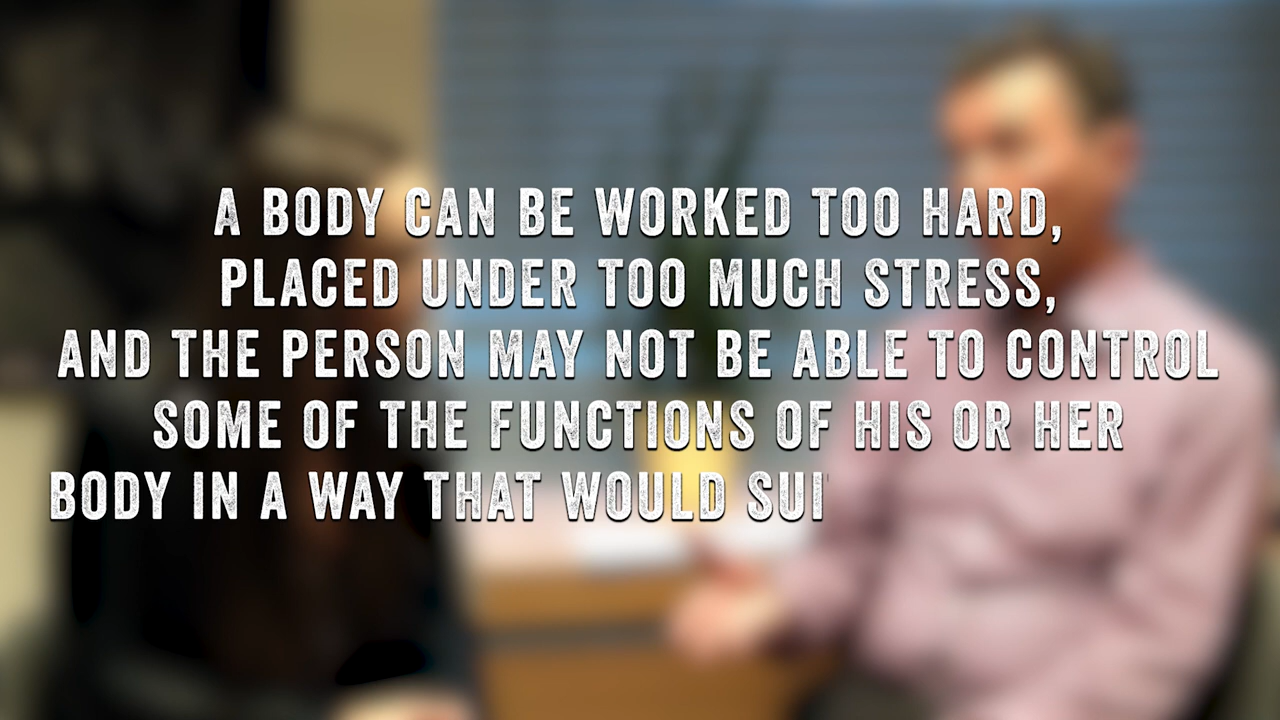 A BODY CAN BE WORKED TOO HARD,
PLACED UNDER TOO MUCH STRESS,
AND THE PERSON MAY NOT BE ABLE TO CONTROL
SOME OF THE FUNCTIONS OF HIS OR HER
BODY IN A WAY THAT WOULD